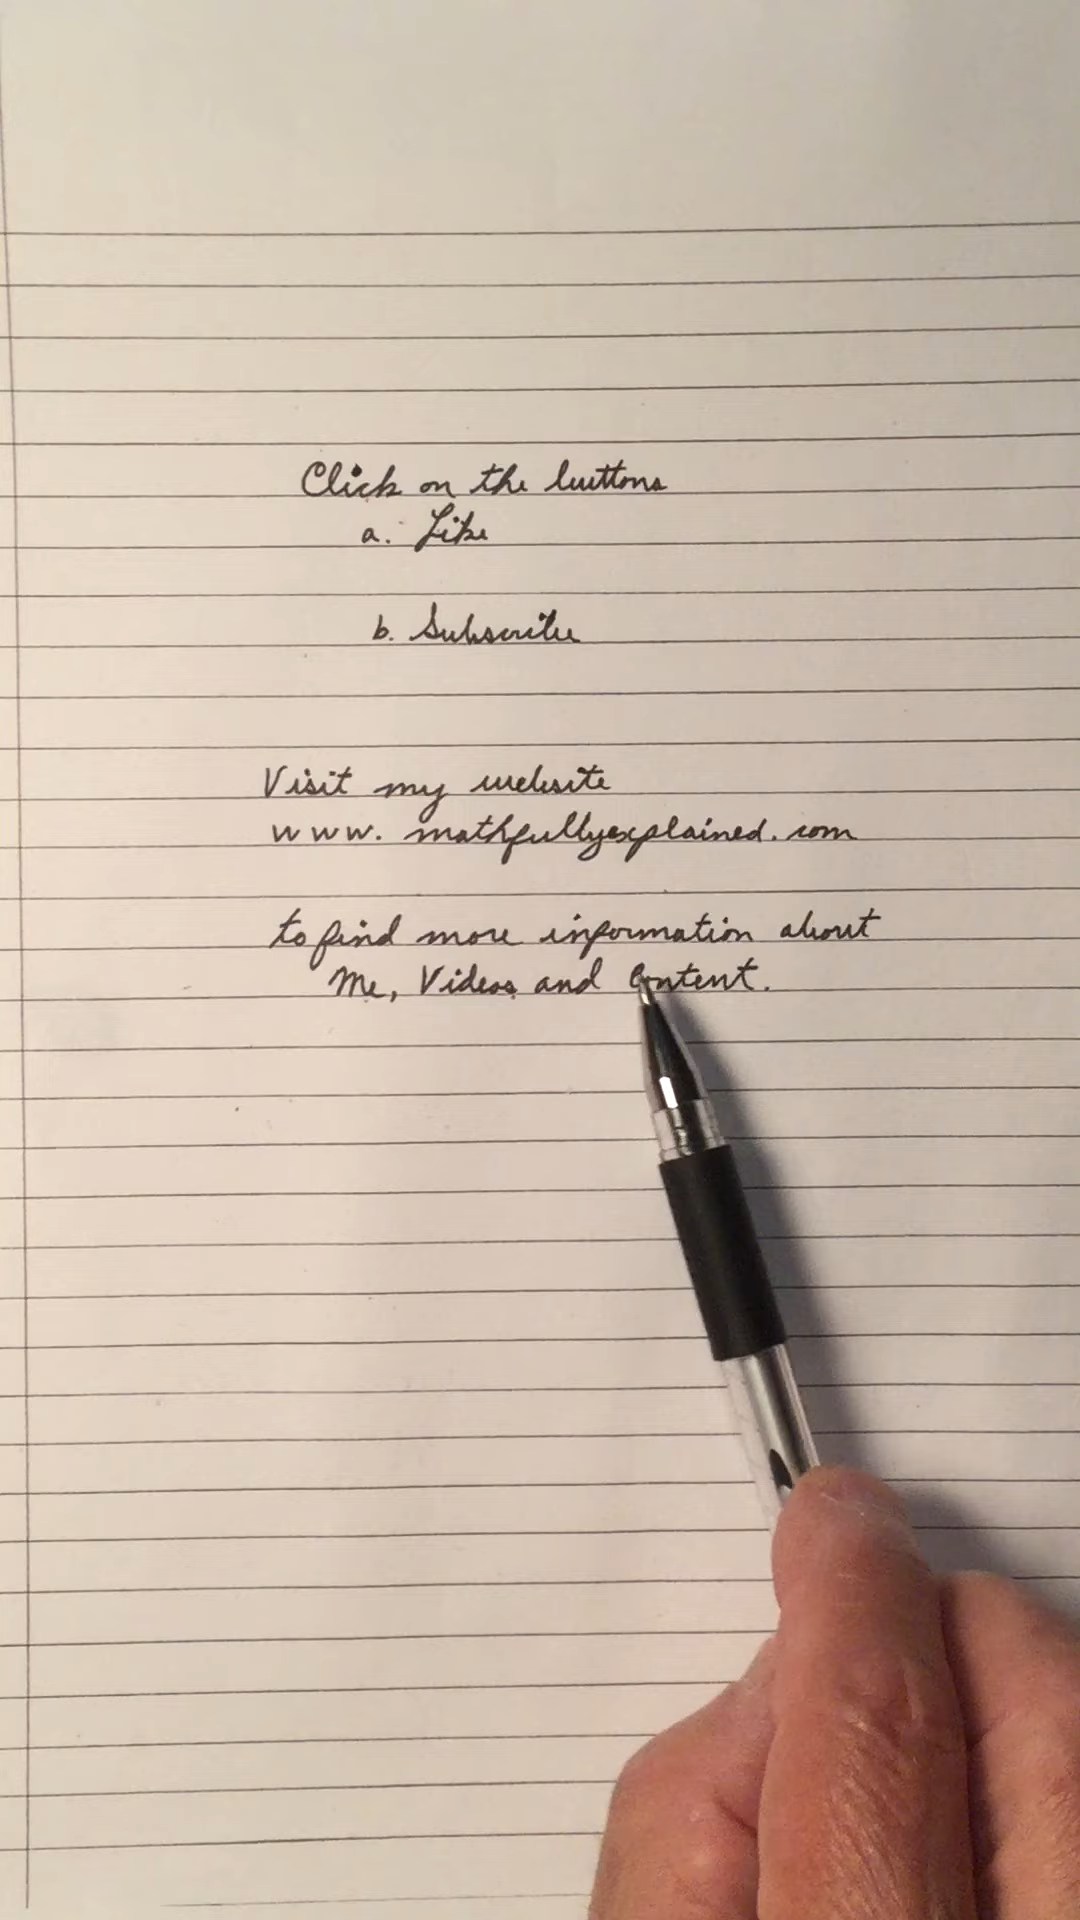 Click on the buttons
a. Like
b. Subscribe
Visit my website
www.mathfullyexplained.com
to find more information about
Me, Videos and Content.